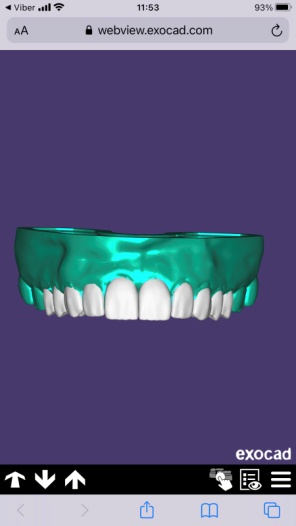 ◀ Viber
11:53
93%
AA
webview.exocad.com
exocad